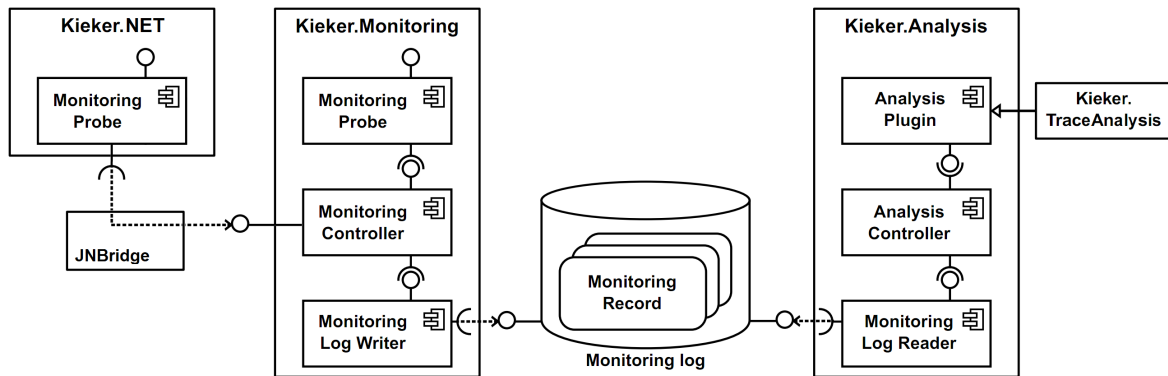 Kieker.NET
Monitoring
Probe
JNBridge
Kieker.Monitoring
Monitoring
Probe
Monitoring
Controller
Monitoring
Log Writer
Monitoring
Record
Monitoring log
Kieker.Analysis
Analysis
Plugin
Analysis
Controller
Monitoring
Log Reader
Kieker.
TraceAnalysis